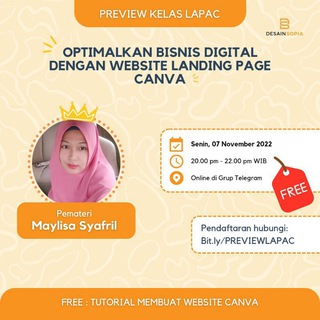 PREVIEW KELAS LAPAC
DESAIN SOPIA
OPTIMALKAN BISNIS DIGITAL
DENGAN WEBSITE LANDING PAGE
CANVA
Senin, 07 November 2022
20.00 pm - 22.00 pm WIB
Online di Grup Telegram
FREE
Pemateri
Maylisa Syafril
Pendaftaran hubungi:
Bit.ly/PREVIEWLAPAC
FREE : TUTORIAL MEMBUAT WEBSITE CANVA